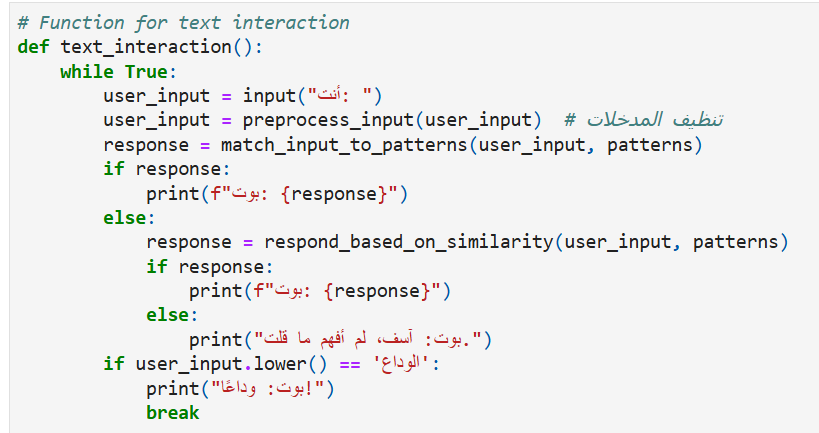 # Function for text interaction
def text_interaction():
    while True:
        user_input = input("أنت: ")
        user_input = preprocess_input(user_input)  # تنظيف المدخلات
        response = match_input_to_patterns(user_input, patterns)
        if response:
            print(f"بوت: {response}")
        else:
            response = respond_based_on_similarity(user_input, patterns)
            if response:
                print(f"بوت: {response}")
            else:
                print("بوت: آسف، لم أفهم ما قلت.")
        if user_input.lower() == 'الوداع':
            print("بوت: وداعًا!")
            break